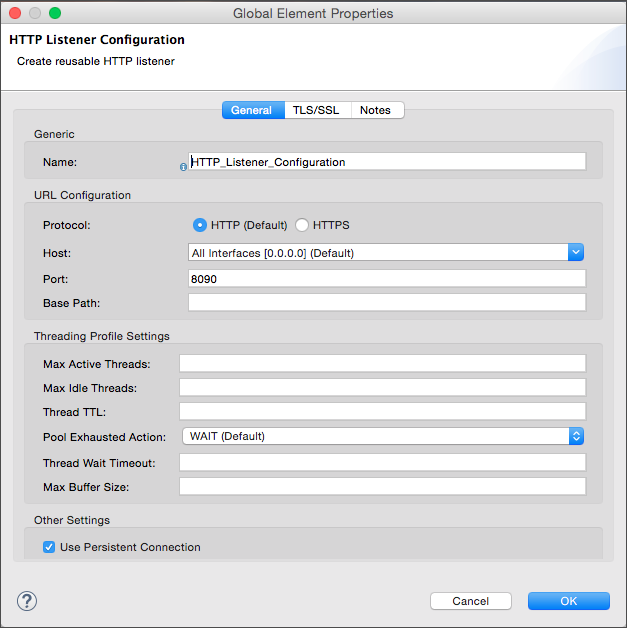 Global Element Properties
HTTP Listener Configuration
Create reusable HTTP listener
General TLS/SSL Notes
Generic
Name: HTTP_Listener_Configuration
URL Configuration
Protocol: HTTP (Default) HTTPS
Host: All Interfaces [0.0.0.0] (Default)
Port: 8090
Base Path:
Threading Profile Settings
Max Active Threads:
Max Idle Threads:
Thread TTL:
Pool Exhausted Action: WAIT (Default)
Thread Wait Timeout:
Max Buffer Size:
Other Settings
Use Persistent Connection
? Cancel OK